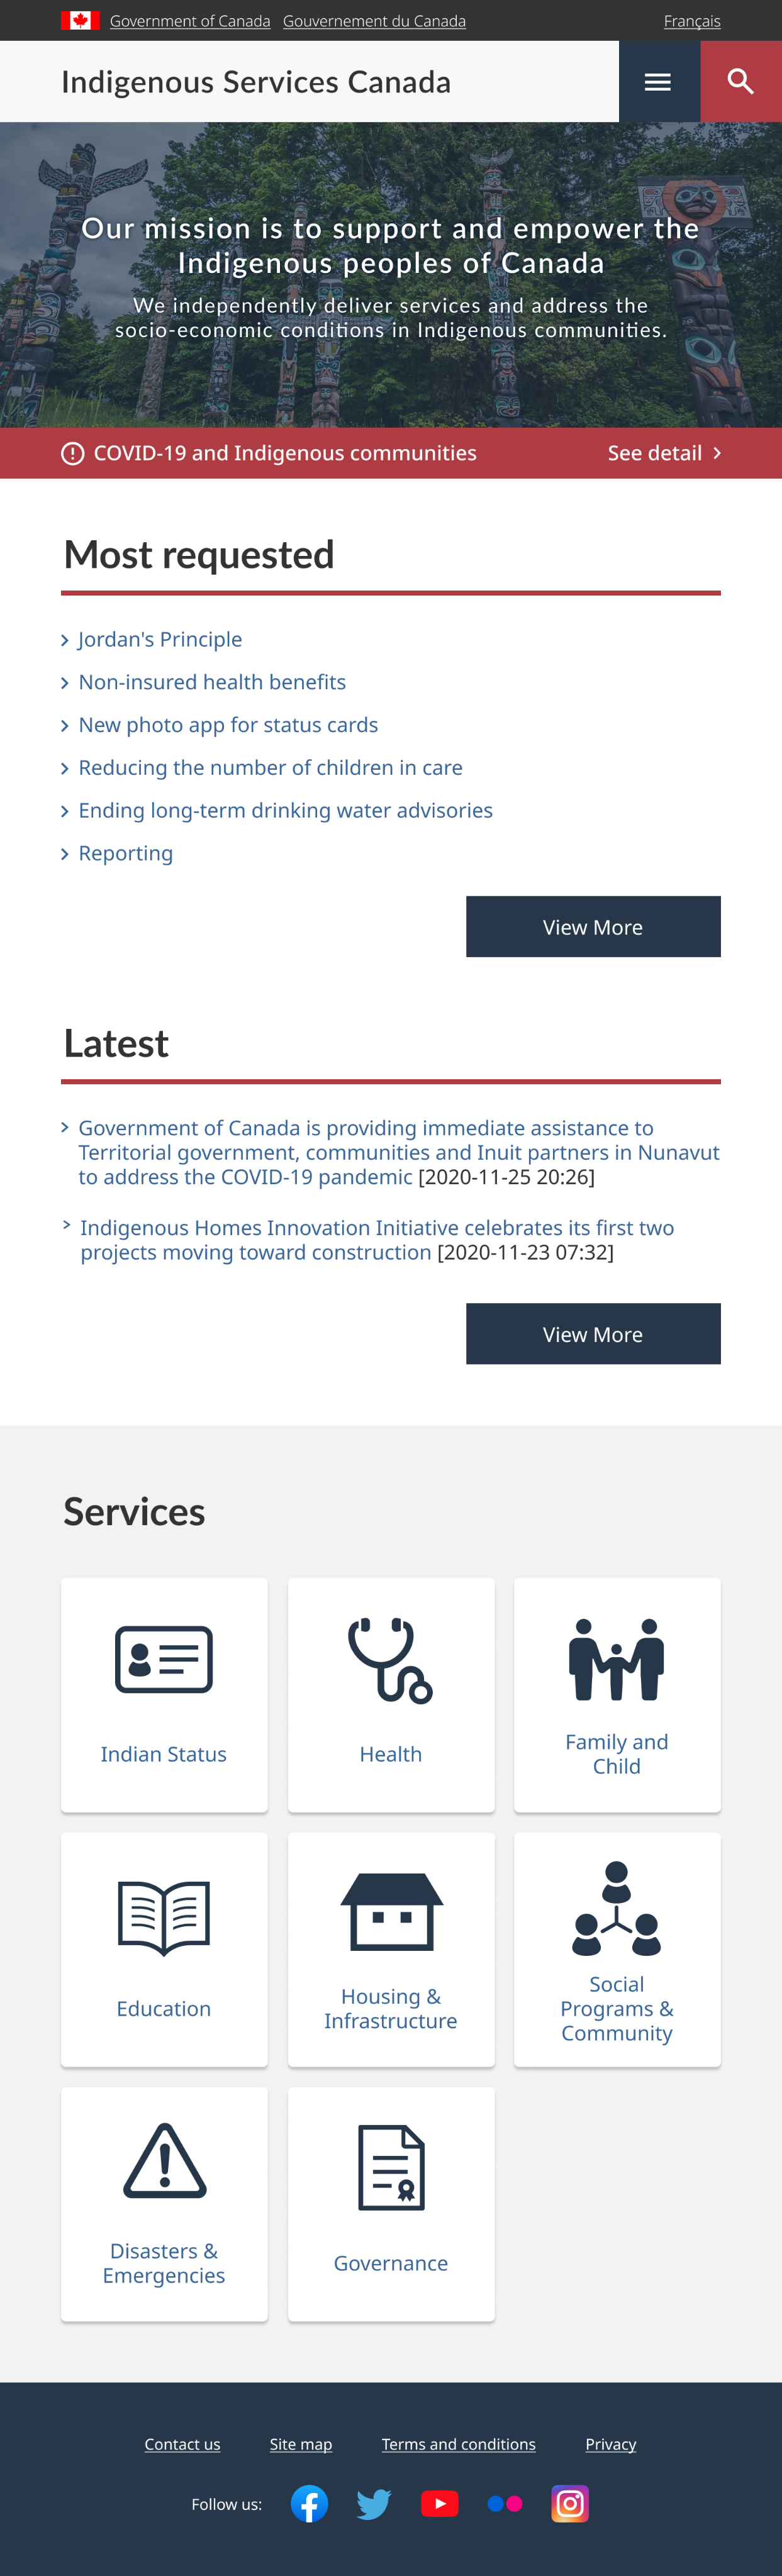 Government of Canada Gouvernement du Canada Français
Indigenous Services Canada
Our mission is to support and empower the
Indigenous peoples of Canada
We independently deliver services and address the
socio-economic conditions in Indigenous communities.
COVID-19 and Indigenous communities See detail
Most requested
Jordan's Principle
Non-insured health benefits
New photo app for status cards
Reducing the number of children in care
Ending long-term drinking water advisories
Reporting
View More
Latest
Government of Canada is providing immediate assistance to
Territorial government, communities and Inuit partners in Nunavut
to address the COVID-19 pandemic [2020-11-25 20:26]
Indigenous Homes Innovation Initiative celebrates its first two
projects moving toward construction [2020-11-23 07:32]
View More
Services
Indian Status
Health
Family and
Child
Education
Housing &
Infrastructure
Social
Programs &
Community
Disasters &
Emergencies
Governance
Contact us Site map Terms and conditions Privacy
Follow us: